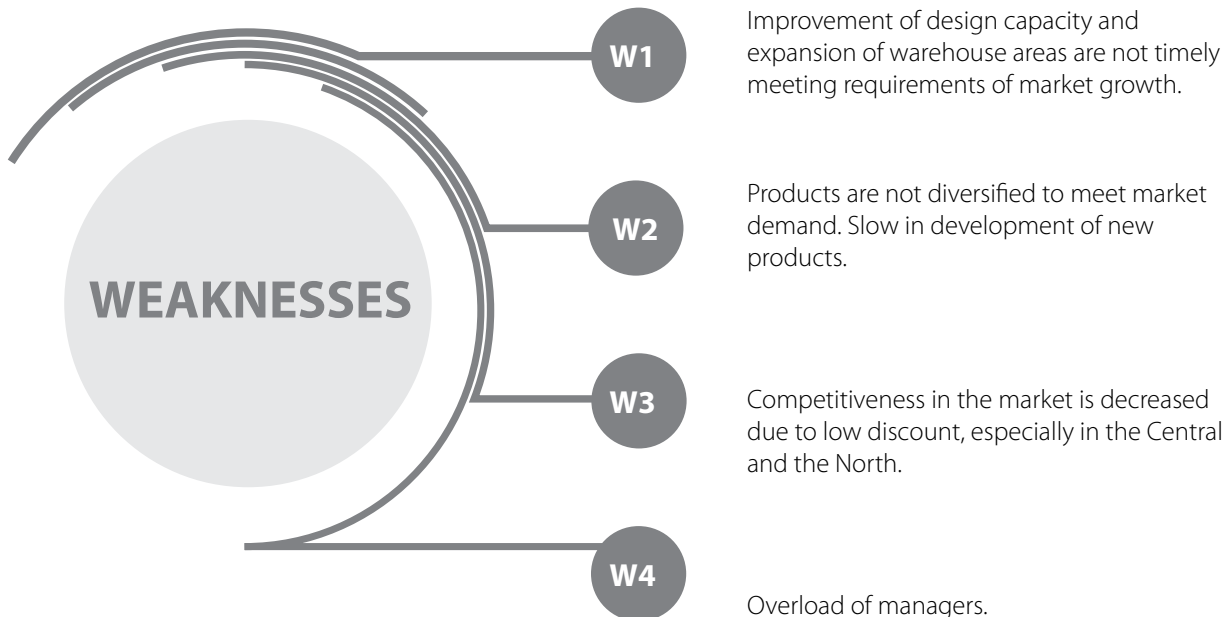 WEAKNESSES
W1
Improvement of design capacity and
expansion of warehouse areas are not timely
meeting requirements of market growth.
W2
Products are not diversified to meet market
demand. Slow in development of new
products.
W3
Competitiveness in the market is decreased
due to low discount, especially in the Central
and the North.
W4
Overload of managers.